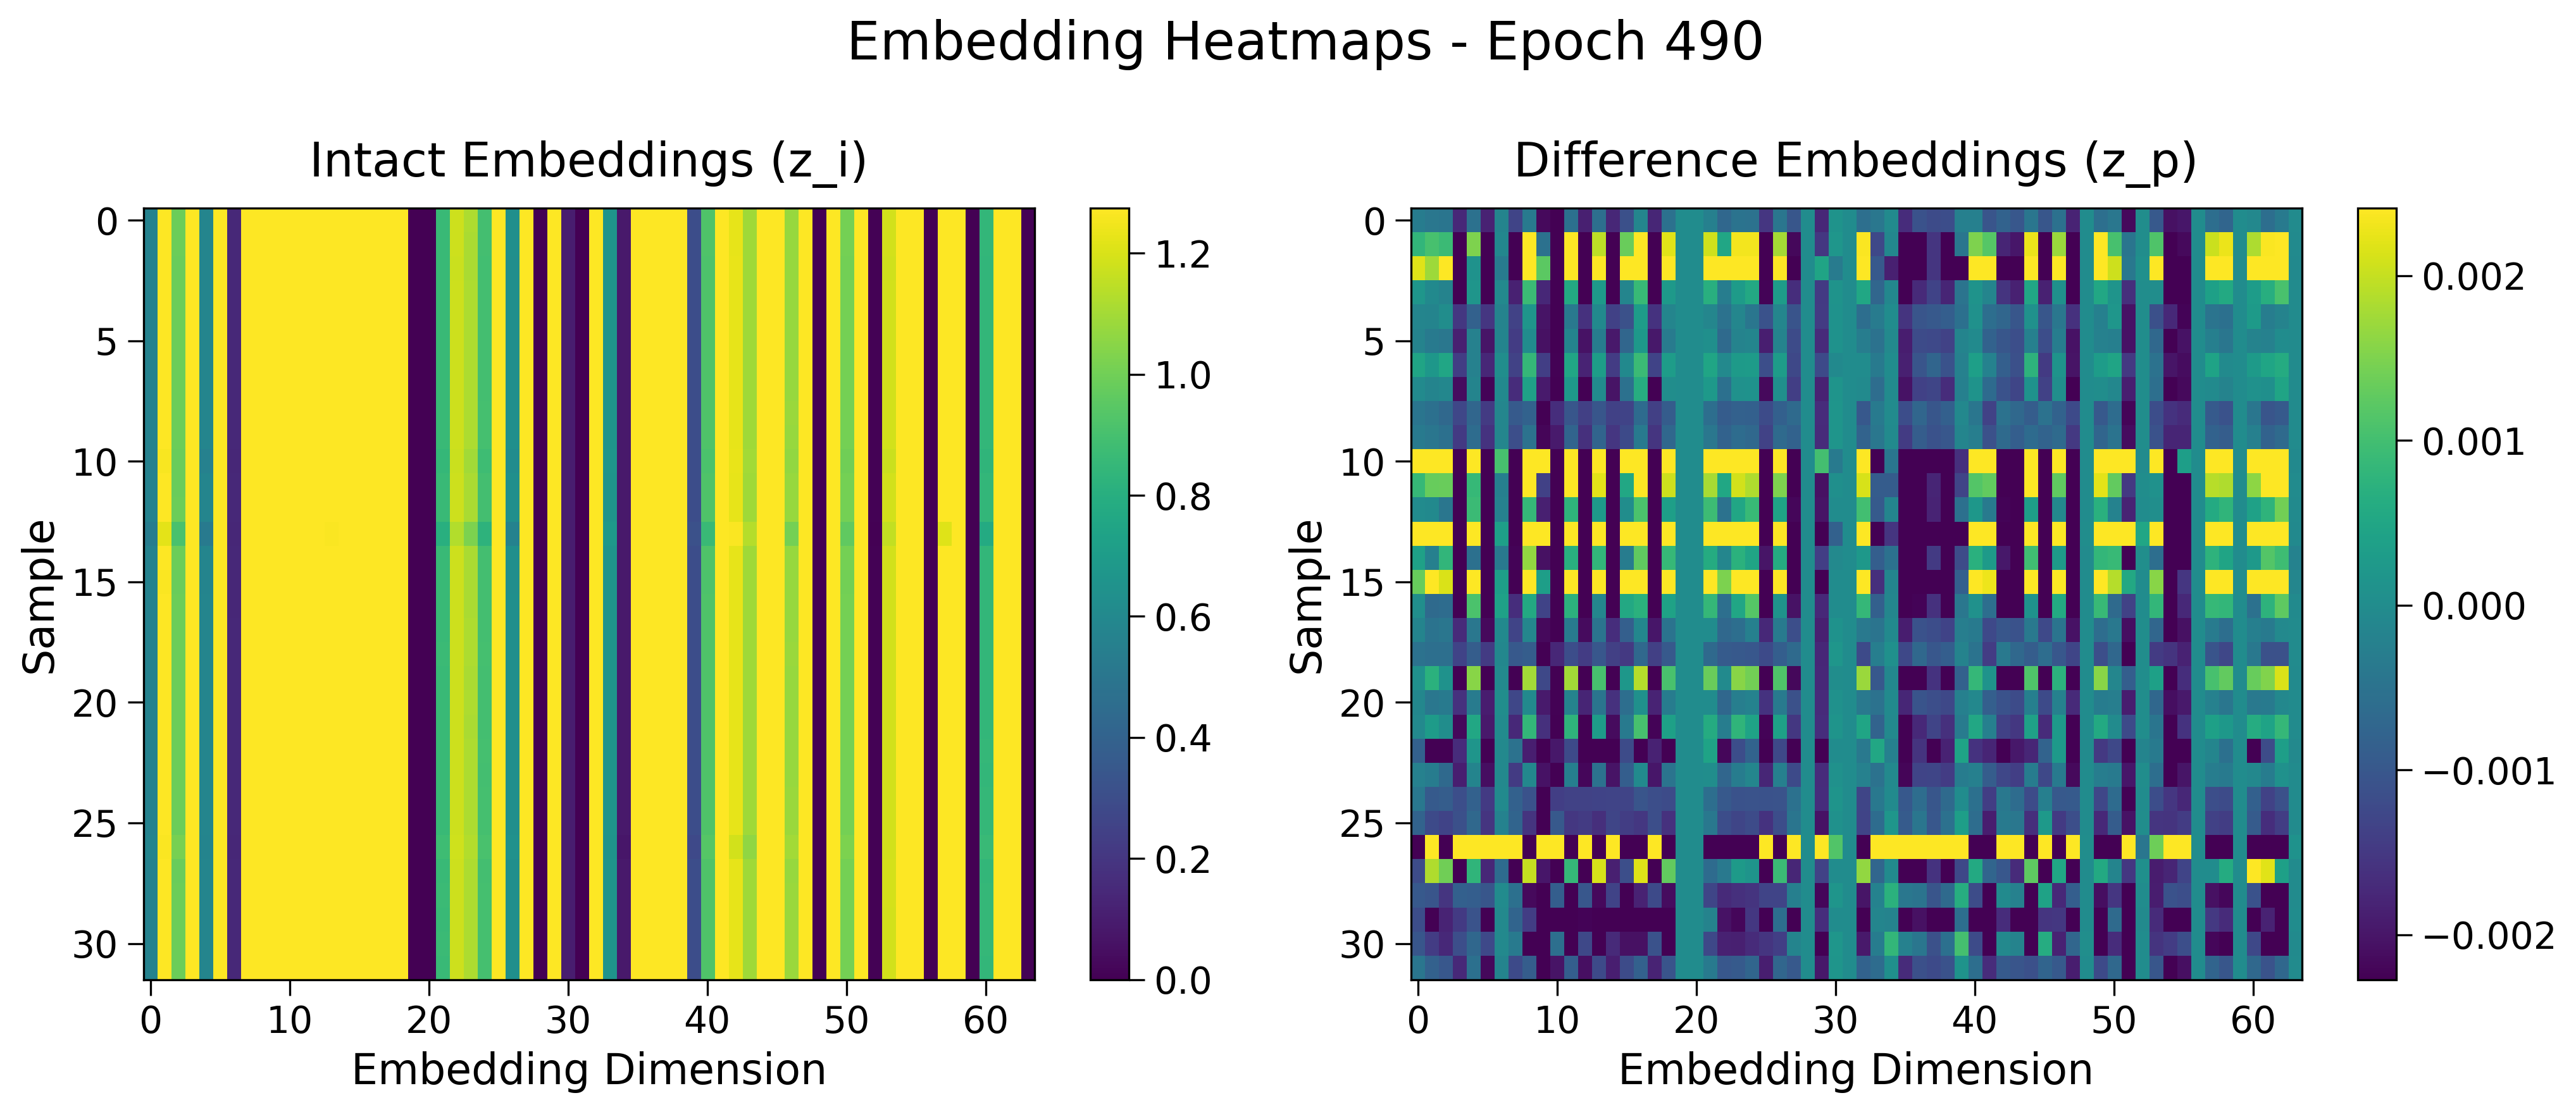 Embedding Heatmaps - Epoch 490
Intact Embeddings (z_i)
0
5
10
15
20
25
30
Sample
0 10 20 30 40 50 60
Embedding Dimension
1.2
1.0
0.8
0.6
0.4
0.2
0.0
Difference Embeddings (z_p)
0
5
10
15
20
25
30
Sample
0 10 20 30 40 50 60
Embedding Dimension
0.002
0.001
0.000
−0.001
−0.002